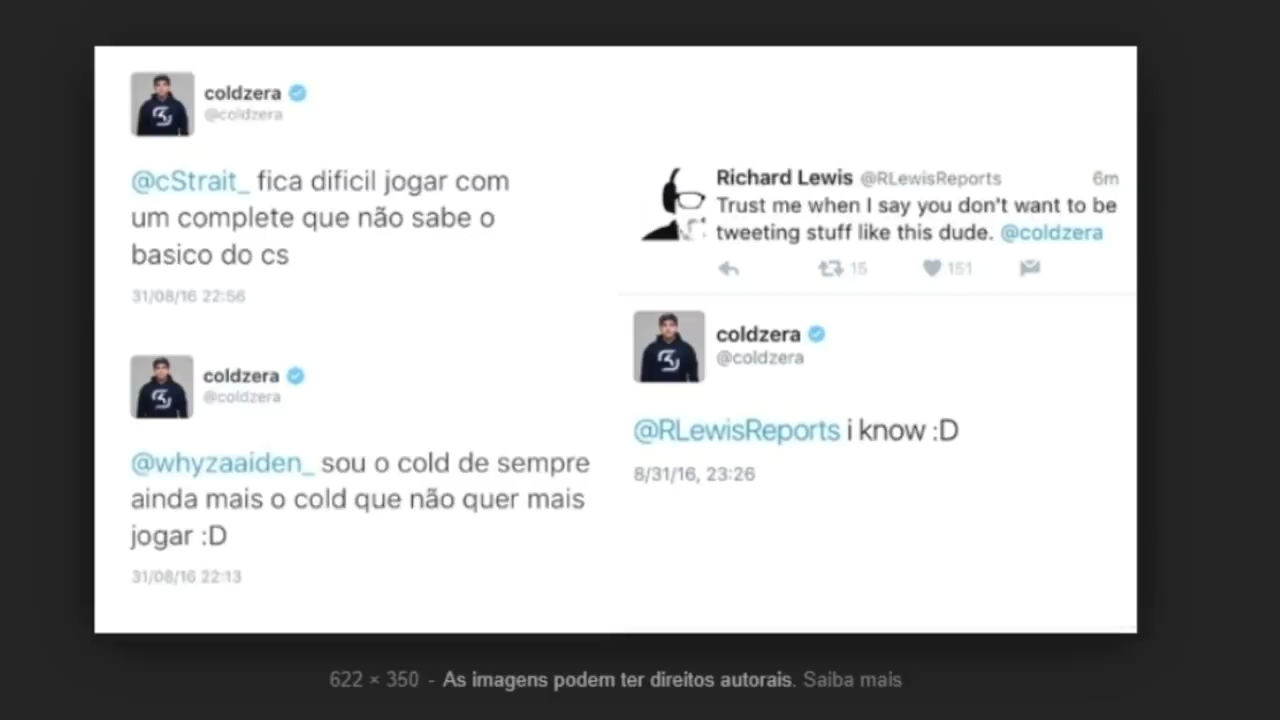 coldzera
@coldzera
@cStrait_ fica dificil jogar com
um complete que não sabe o
basico do cs
31/08/16 22:56
coldzera
@coldzera
@whyzaaiden_ sou o cold de sempre
ainda mais o cold que não quer mais
jogar :D
31/08/16 22:13
Richard Lewis @RLewisReports 6m
Trust me when I say you don't want to be
tweeting stuff like this dude. @coldzera
15 151
coldzera
@coldzera
@RLewisReports i know :D
8/31/16, 23:26
622 × 350 - As imagens podem ter direitos autorais. Saiba mais